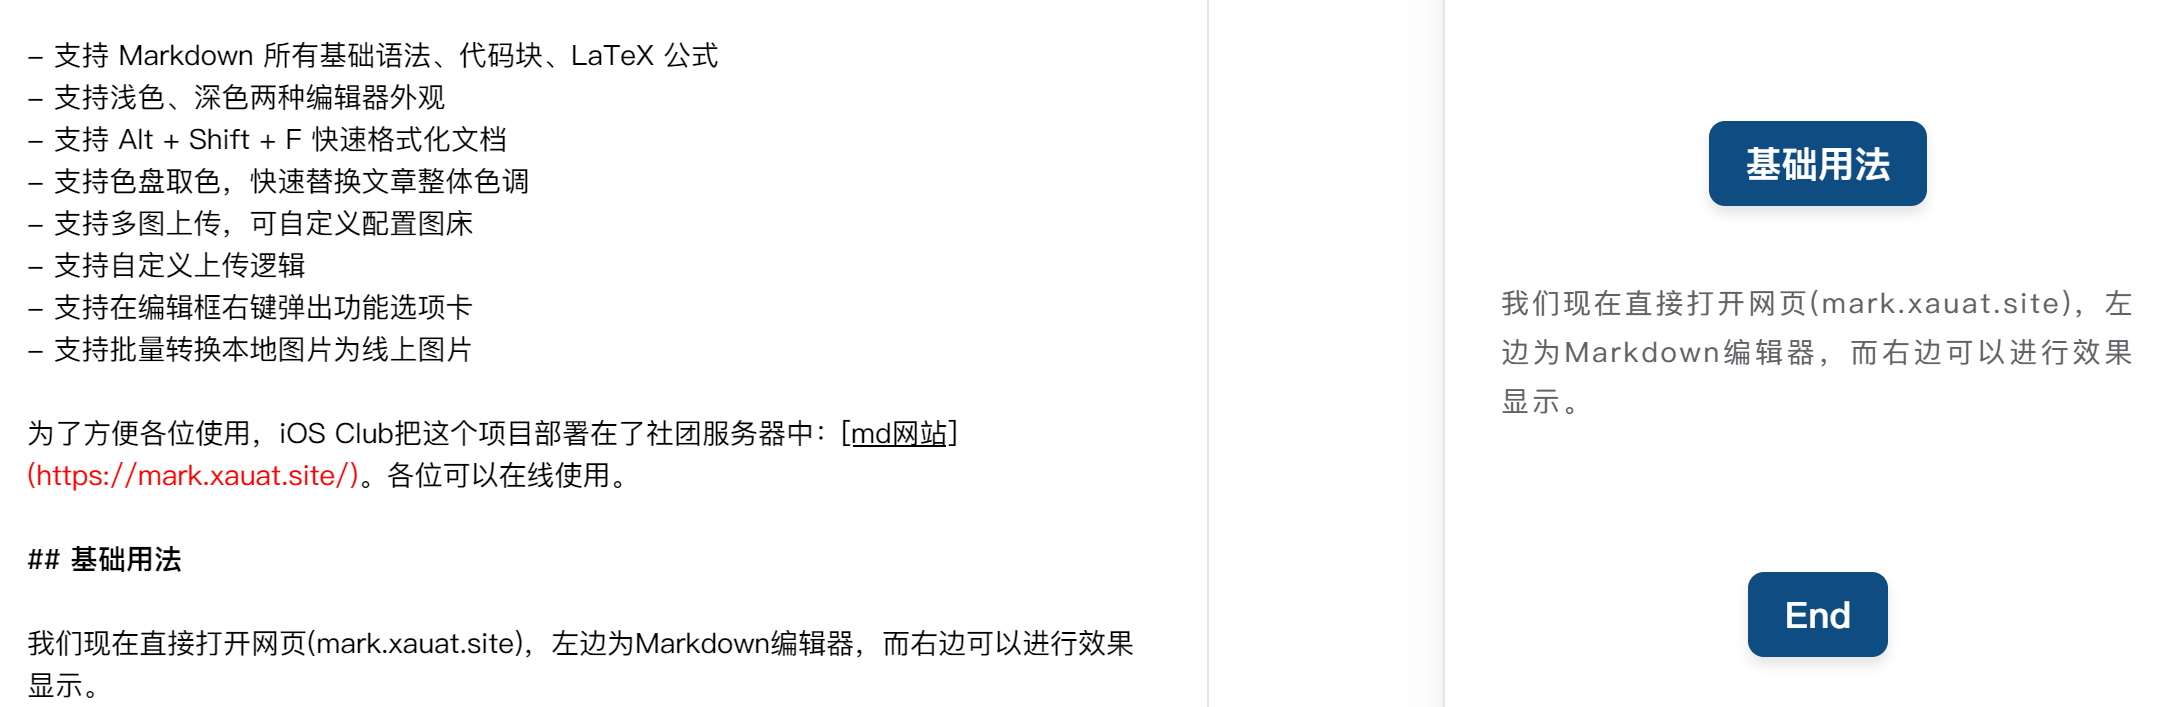 - 支持 Markdown 所有基础语法、代码块、LaTeX 公式
- 支持浅色、深色两种编辑器外观
- 支持 Alt + Shift + F 快速格式化文档
- 支持色盘取色，快速替换文章整体色调
- 支持多图上传，可自定义配置图床
- 支持自定义上传逻辑
- 支持在编辑框右键弹出功能选项卡
- 支持批量转换本地图片为线上图片
为了方便各位使用，iOS Club把这个项目部署在了社团服务器中：[md网站]
(https://mark.xauat.site/)。各位可以在线使用。
## 基础用法
我们现在直接打开网页(mark.xauat.site)，左边为Markdown编辑器，而右边可以进行效果
显示。
基础用法
我们现在直接打开网页(mark.xauat.site)，左
边为Markdown编辑器，而右边可以进行效果
显示。
End